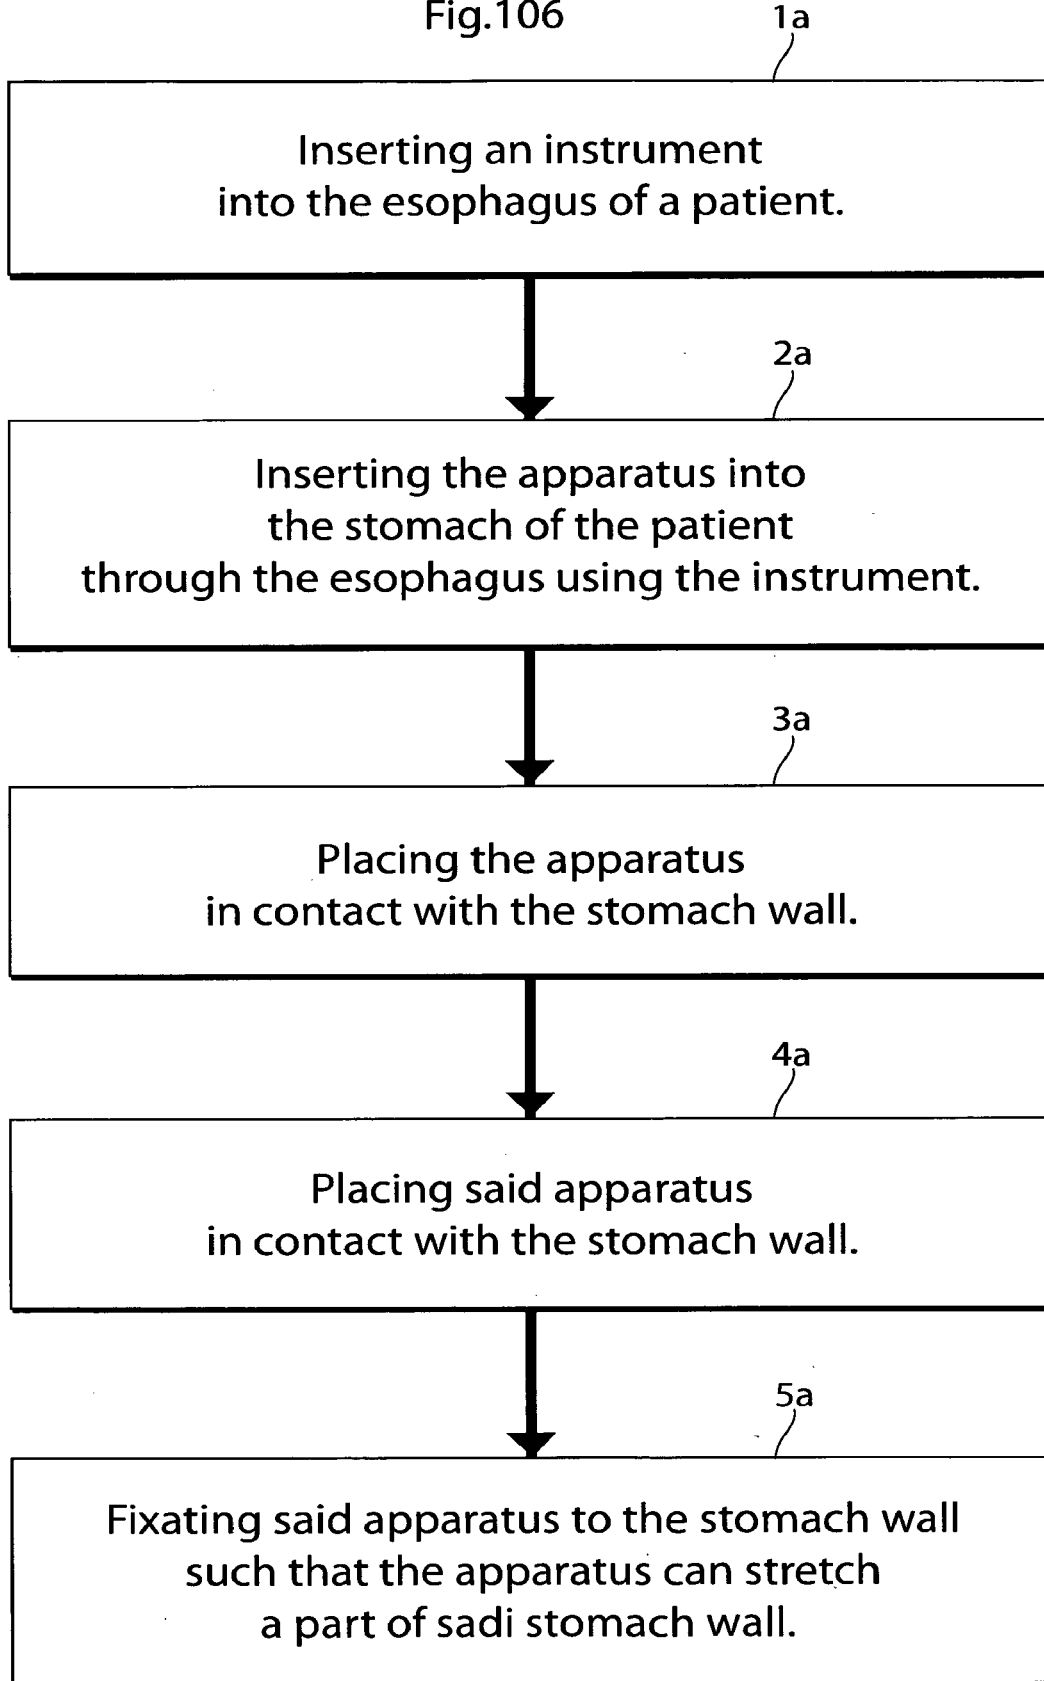 Fig.106
1a
Inserting an instrument
into the esophagus of a patient.
2a
Inserting the apparatus into
the stomach of the patient
through the esophagus using the instrument.
3a
Placing the apparatus
in contact with the stomach wall.
4a
Placing said apparatus
in contact with the stomach wall.
5a
Fixating said apparatus to the stomach wall
such that the apparatus can stretch
a part of sadi stomach wall.